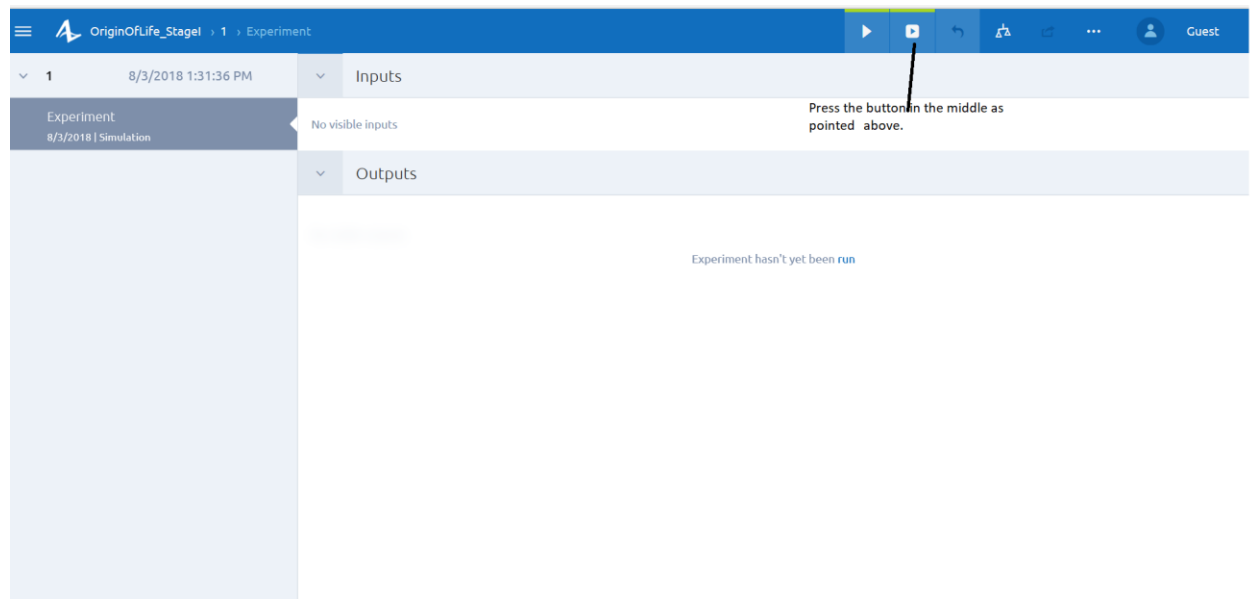 OriginOfLife_StageI › 1 › Experiment
Guest
1 8/3/2018 1:31:36 PM
Inputs
Experiment
8/3/2018 | Simulation
No visible inputs
Press the button in the middle as
pointed above.
Outputs
Experiment hasn't yet been run